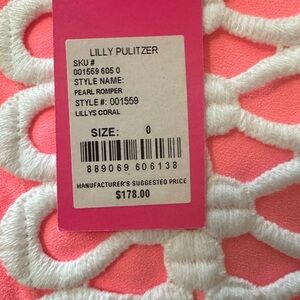 LILLY PULITZER
SKU #
001559 605 0
STYLE NAME:
PEARL ROMPER
STYLE #: 001559
LILLYS CORAL
SIZE: 0
889069 606138
MANUFACTURER'S SUGGESTED PRICE
$178.00